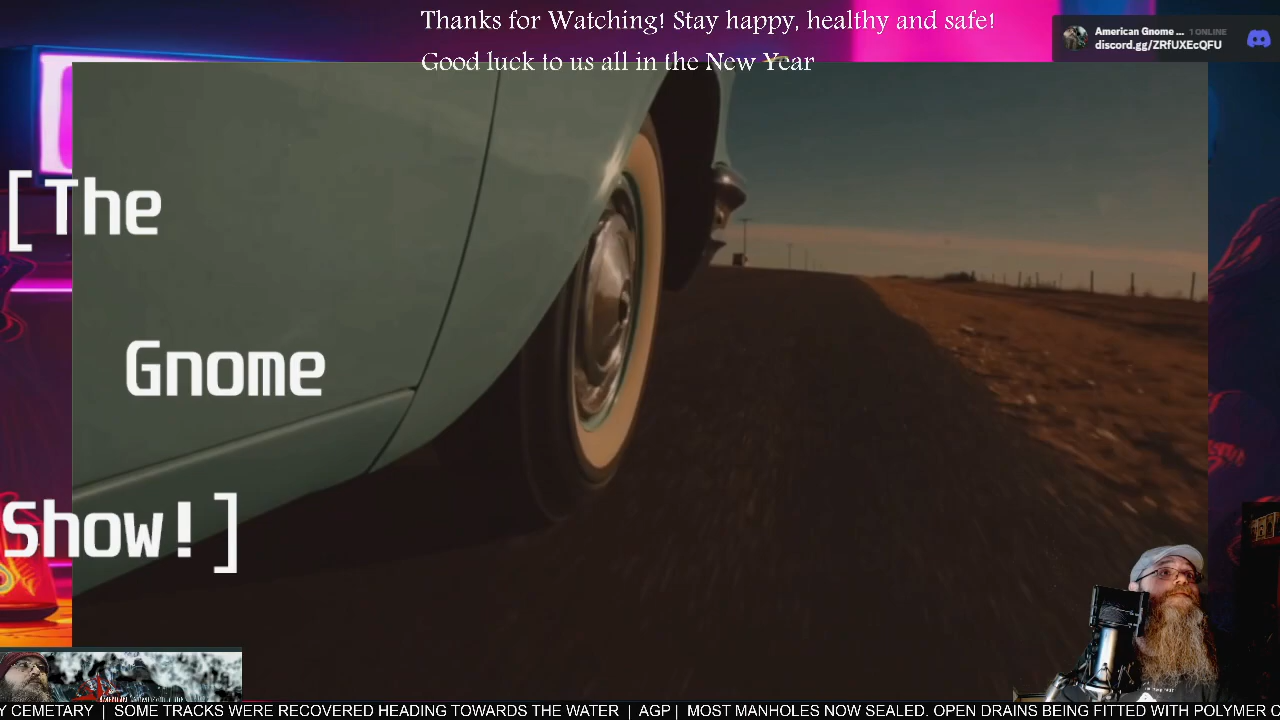 Thanks for Watching! Stay happy, healthy and safe!
Good luck to us all in the New Year
American Gnome ... 1 ONLINE
discord.gg/ZRfUXEcQFU
[The
Gnome
Show!]
Y CEMETARY | SOME TRACKS WERE RECOVERED HEADING TOWARDS THE WATER | AGP | MOST MANHOLES NOW SEALED. OPEN DRAINS BEING FITTED WITH POLYMER